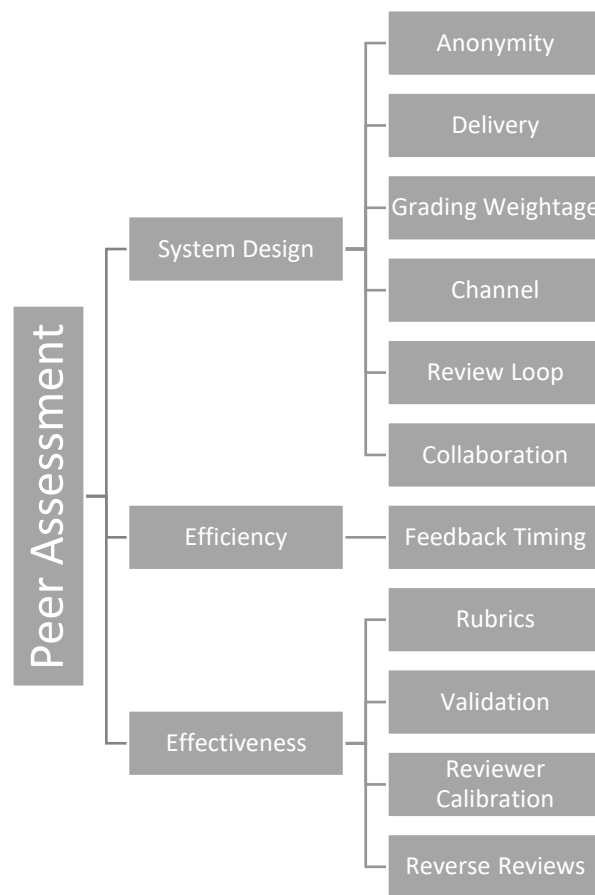 Peer Assessment
System Design
Anonymity
Delivery
Grading Weightage
Channel
Review Loop
Collaboration
Efficiency
Feedback Timing
Effectiveness
Rubrics
Validation
Reviewer
Calibration
Reverse Reviews